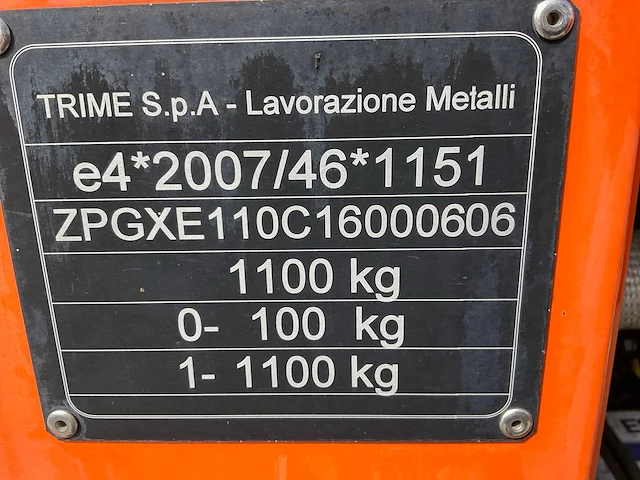 TRIME S.p.A - Lavorazione Metalli
e4*2007/46*1151
ZPGXE110C16000606
1100 kg
0- 100 kg
1- 1100 kg